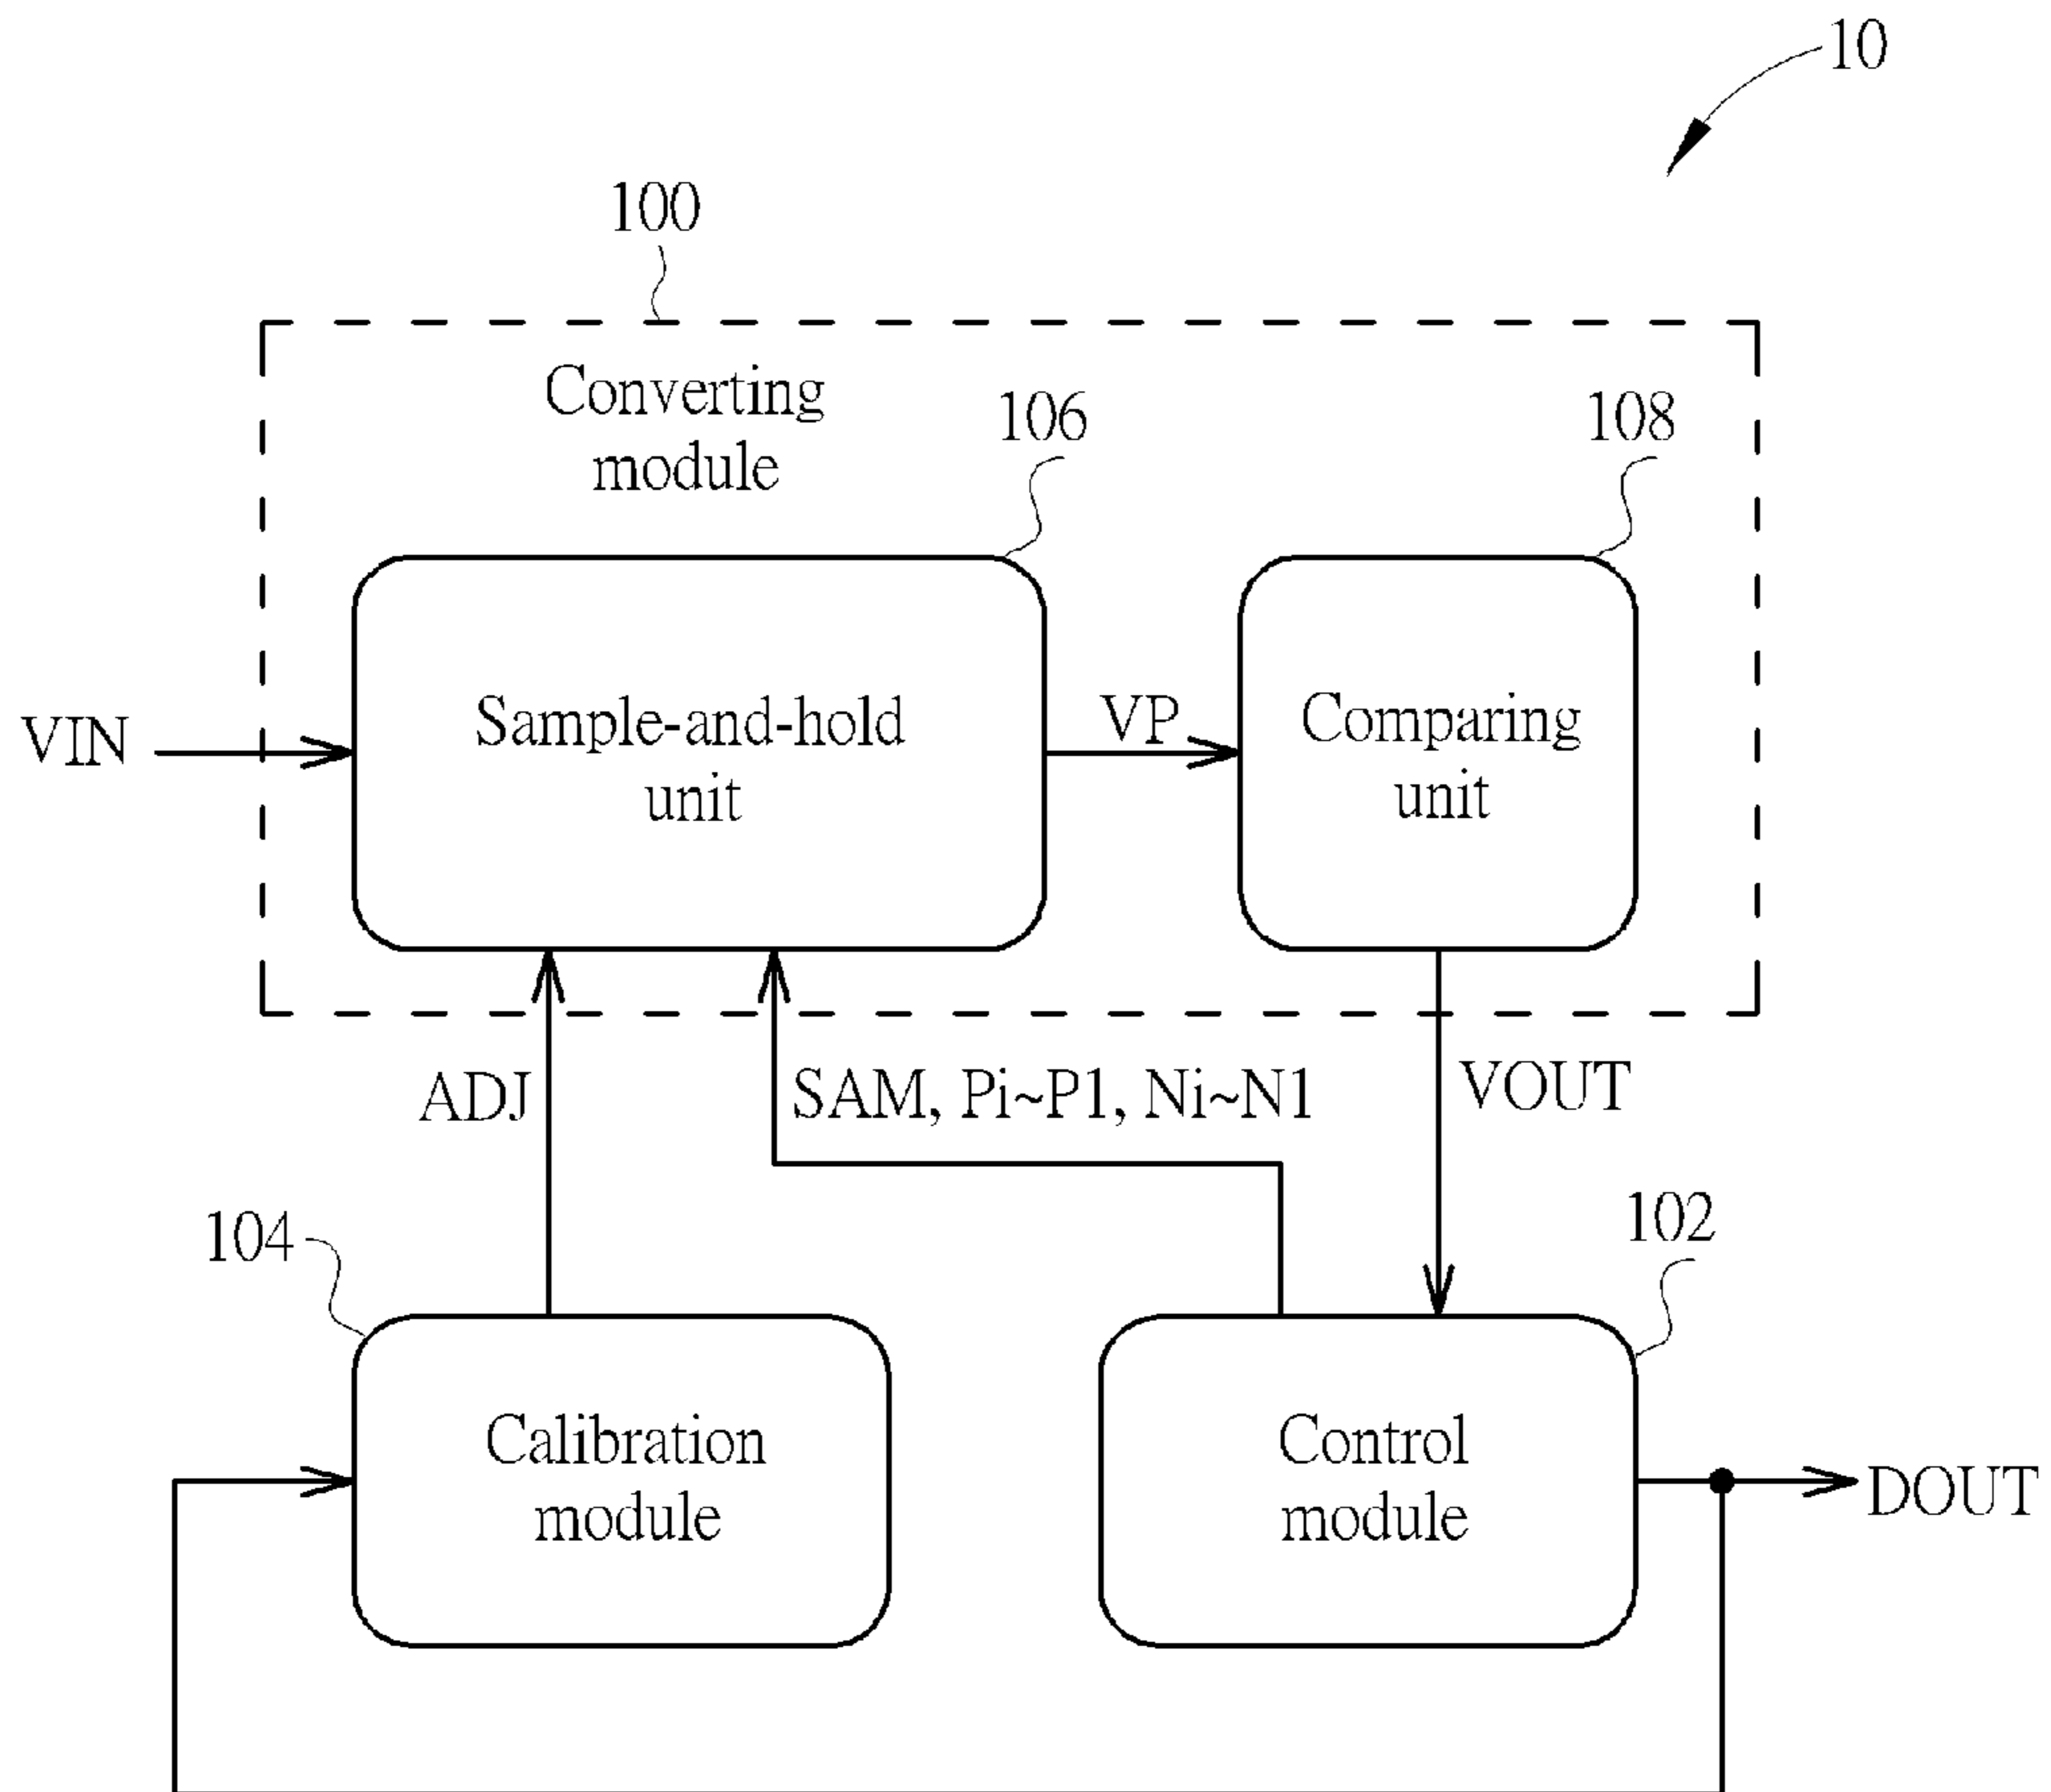 10
100
Converting
module
106
108
VIN
Sample-and-hold
unit
VP
Comparing
unit
ADJ
SAM, Pi~P1, Ni~N1
VOUT
104
102
Calibration
module
Control
module
DOUT